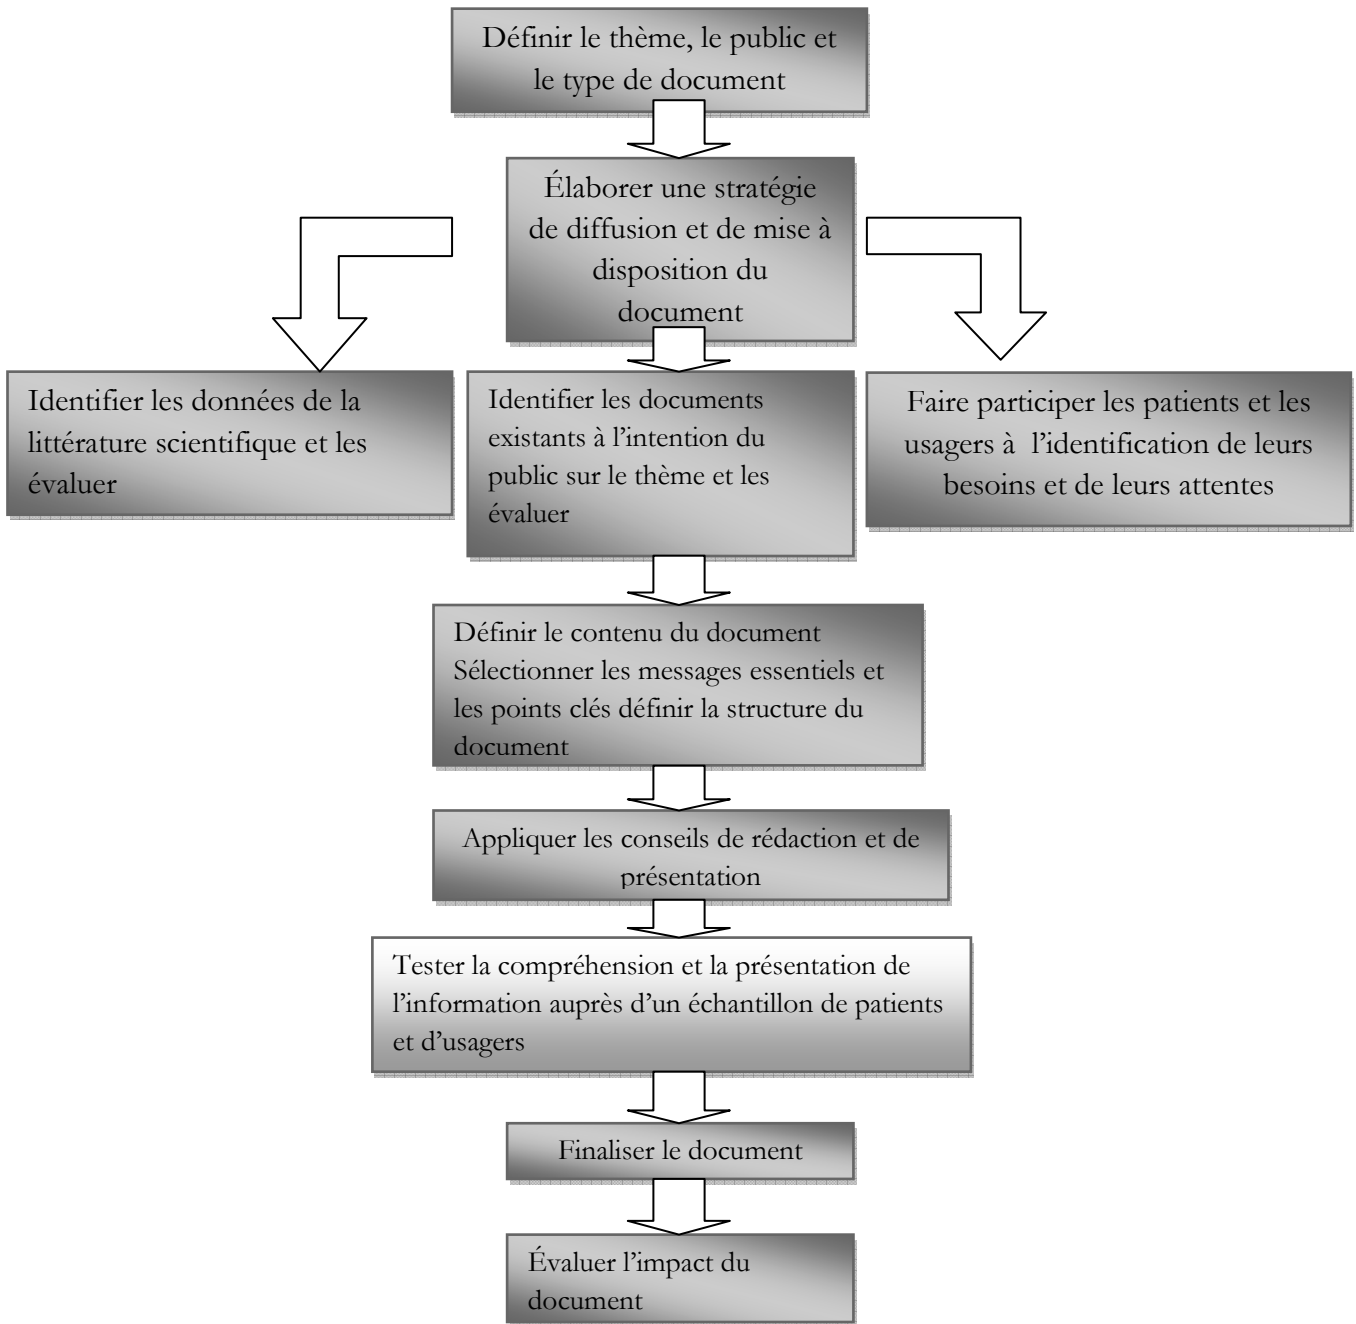 Définir le thème, le public et
le type de document
Élaborer une stratégie
de diffusion et de mise à
disposition du
document
Identifier les données de la
littérature scientifique et les
évaluer
Identifier les documents
existants à l'intention du
public sur le thème et les
évaluer
Faire participer les patients et les
usagers à l'identification de leurs
besoins et de leurs attentes
Définir le contenu du document
Sélectionner les messages essentiels et
les points clés définir la structure du
document
Appliquer les conseils de rédaction et de
présentation
Tester la compréhension et la présentation de
l'information auprès d'un échantillon de patients
et d'usagers
Finaliser le document
Évaluer l'impact du
document